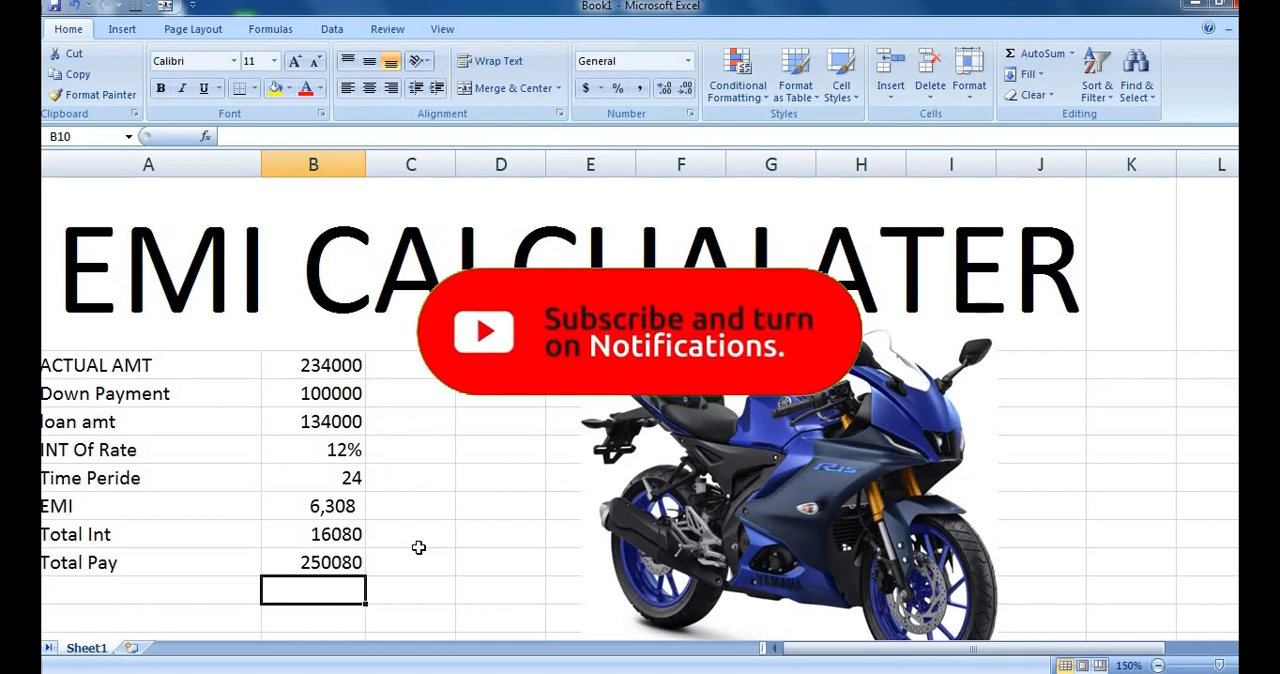 Book1 - Microsoft Excel
Home Insert Page Layout Formulas Data Review View
Cut
Copy
Format Painter
Clipboard
Calibri 11
B I U A
Font
Wrap Text
Merge & Center
Alignment
General
$ % ,
Number
Conditional Formatting
Format as Table
Cell Styles
Styles
Insert Delete Format
Cells
AutoSum
Fill
Clear
Sort & Filter
Find & Select
Editing
B10 fx
A B C D E F G H I J K L
EMI CALCUALATER
Subscribe and turn
on Notifications.
ACTUAL AMT 234000
Down Payment 100000
loan amt 134000
INT Of Rate 12%
Time Peride 24
EMI 6,308
Total Int 16080
Total Pay 250080
R15
YAMAHA
Sheet1
150%